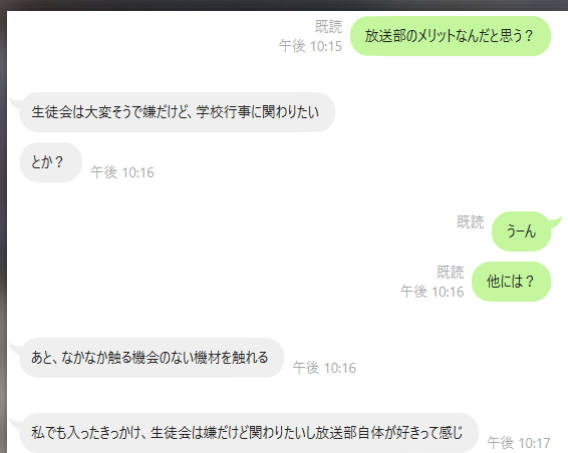 既読
午後 10:15
放送部のメリットなんだと思う？
生徒会は大変そうで嫌だけど、学校行事に関わりたい
とか？
午後 10:16
既読
うーん
既読
午後 10:16
他には？
あと、なかなか触る機会のない機材を触れる
午後 10:16
私でも入ったきっかけ、生徒会は嫌だけど関わりたいし放送部自体が好きって感じ
午後 10:17